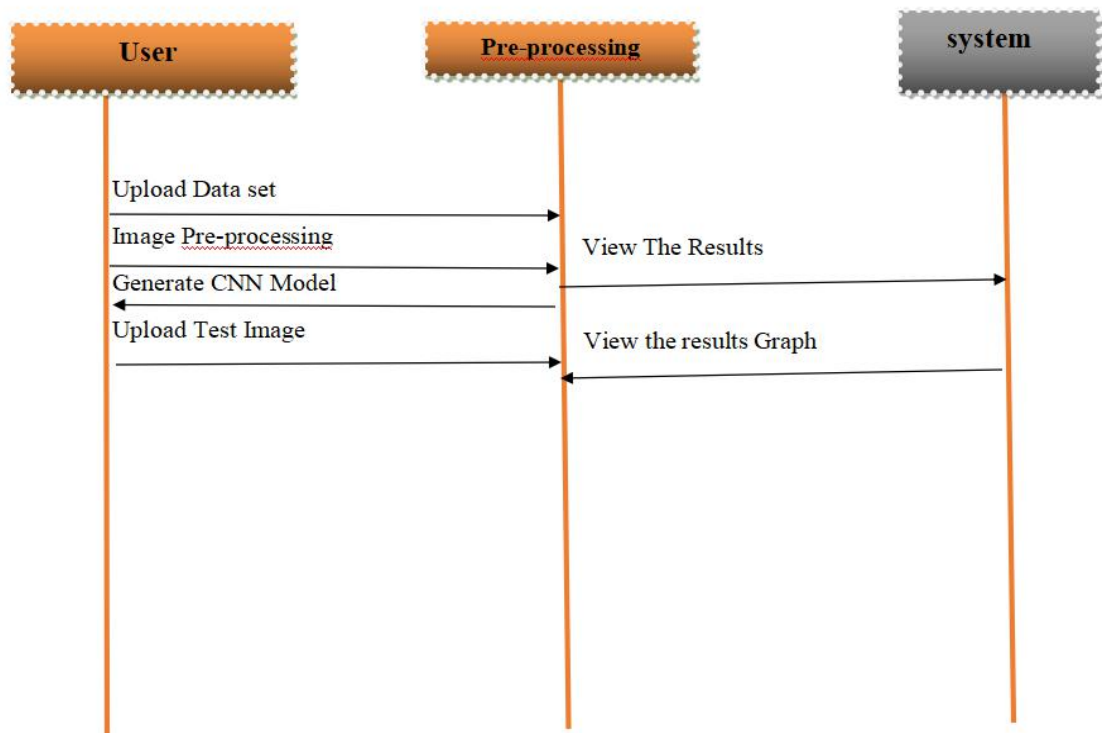 User
Pre-processing
system
Upload Data set
Image Pre-processing
View The Results
Generate CNN Model
Upload Test Image
View the results Graph